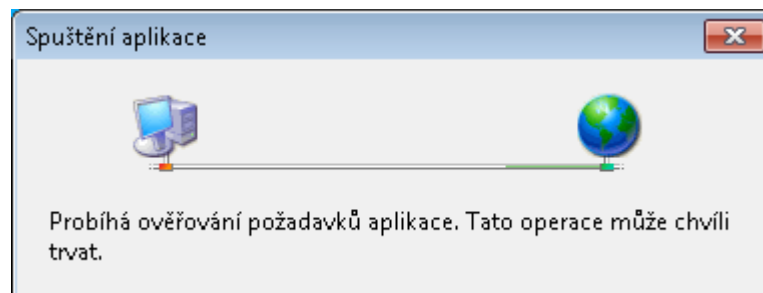 Spuštění aplikace
Probíhá ověřování požadavků aplikace. Tato operace může chvíli
trvat.